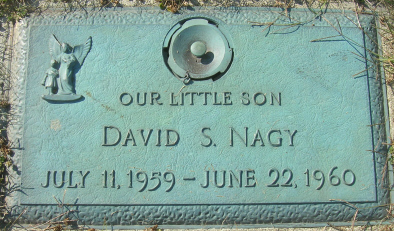 OUR LITTLE SON
DAVID S. NAGY
JULY 11, 1959 – JUNE 22, 1960